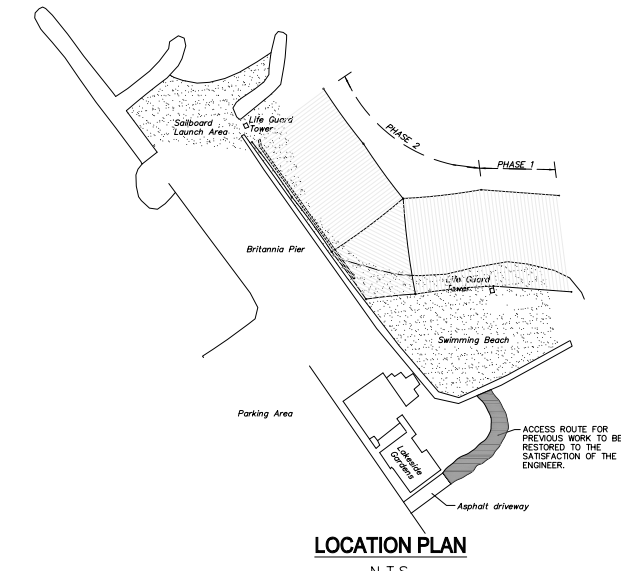 Sailboard
Launch Area
Life Guard
Tower
PHASE 2
PHASE 1
Britannia Pier
Life Guard
Tower
Swimming Beach
Parking Area
Lakeside
Gardens
ACCESS ROUTE FOR
PREVIOUS WORK TO BE
RESTORED TO THE
SATISFACTION OF THE
ENGINEER.
Asphalt driveway
LOCATION PLAN
N.T.S.